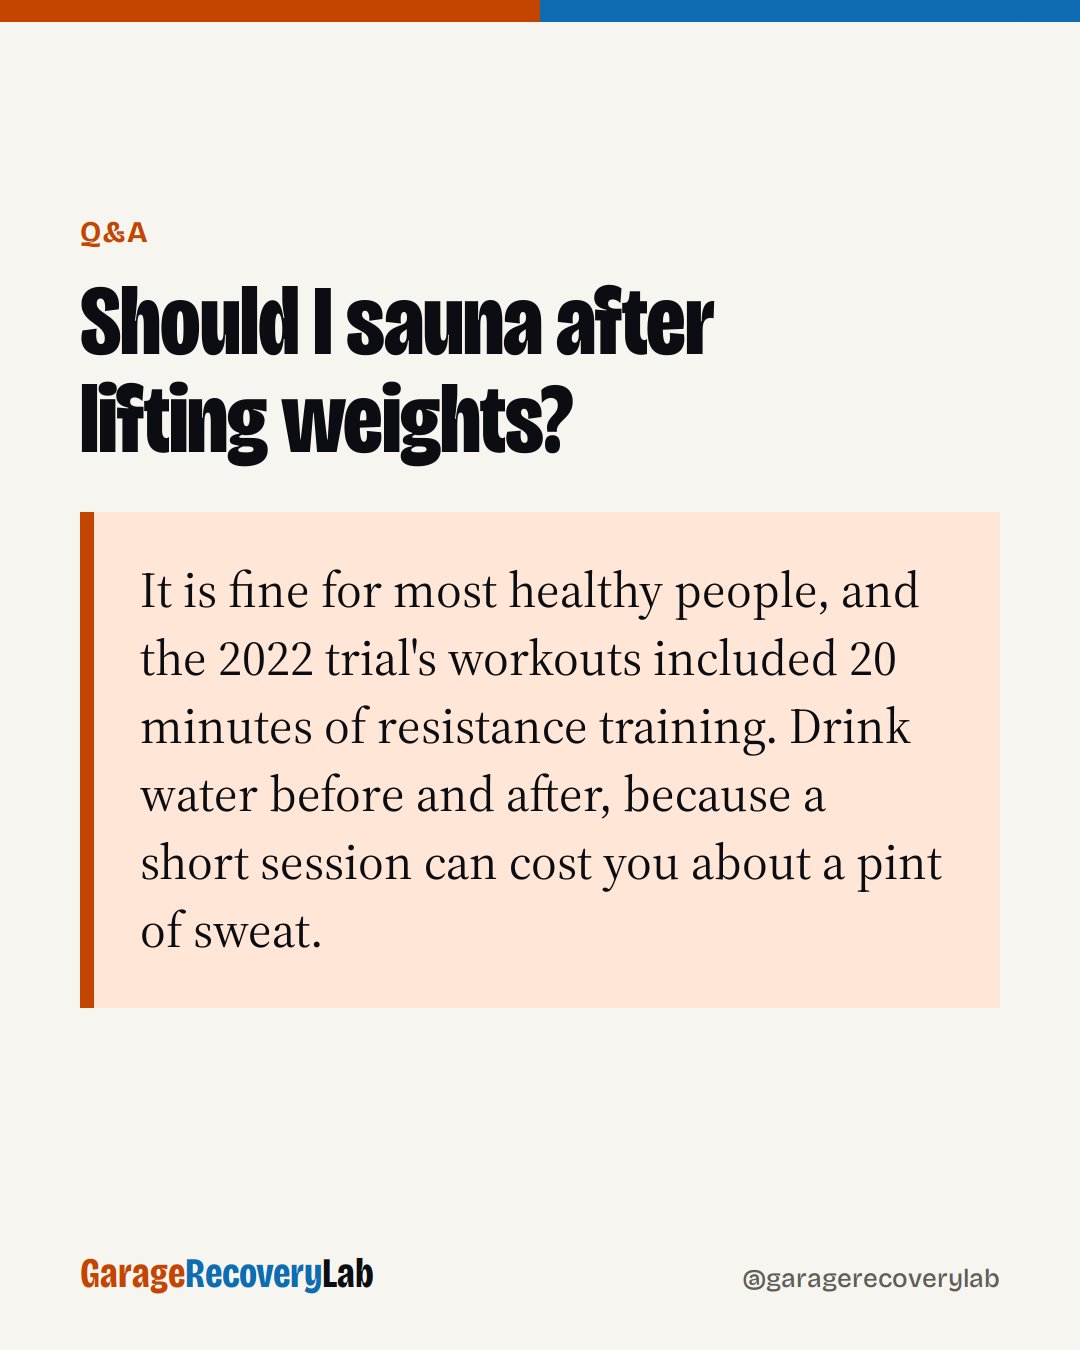 Q&A
Should I sauna after
lifting weights?
It is fine for most healthy people, and
the 2022 trial's workouts included 20
minutes of resistance training. Drink
water before and after, because a
short session can cost you about a pint
of sweat.
GarageRecoveryLab
@garagerecoverylab